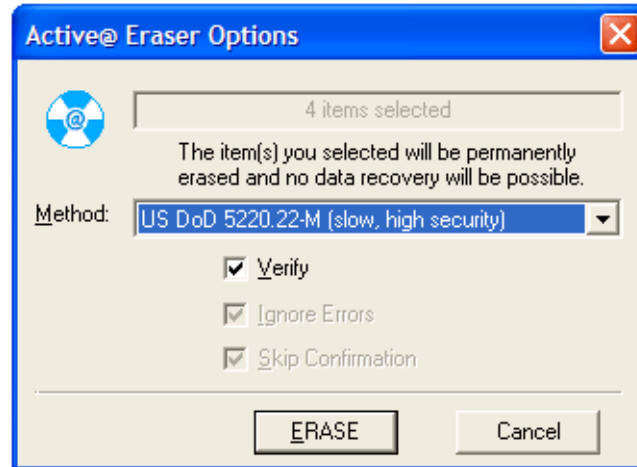 Active@ Eraser Options
4 items selected
The item(s) you selected will be permanently
erased and no data recovery will be possible.
Method: US DoD 5220.22-M (slow, high security)
Verify
Ignore Errors
Skip Confirmation
ERASE Cancel